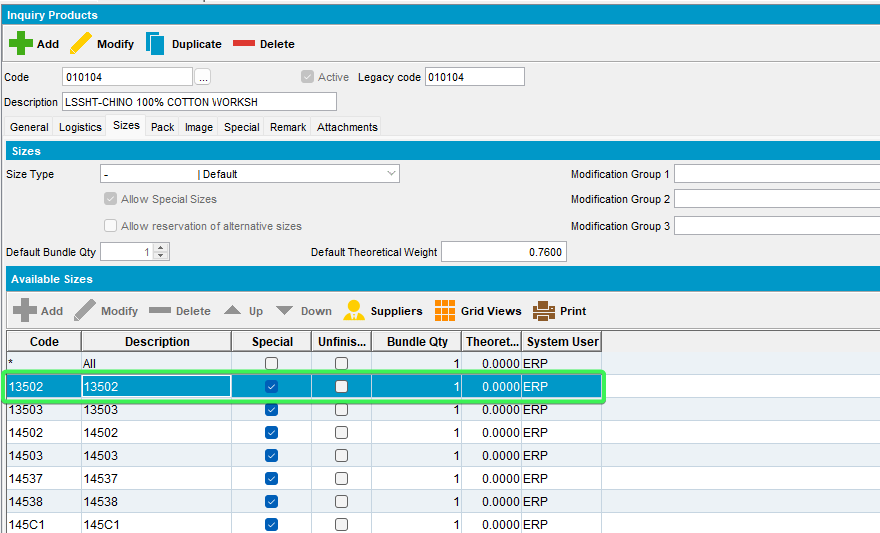 Inquiry Products
Add Modify Duplicate Delete
Code 010104 ... Active Legacy code 010104
Description LSSHT-CHINO 100% COTTON WORKSH
General Logistics Sizes Pack Image Special Remark Attachments
Sizes
Size Type - | Default Modification Group 1
Allow Special Sizes Modification Group 2
Allow reservation of alternative sizes Modification Group 3
Default Bundle Qty 1 Default Theoretical Weight 0.7600
Available Sizes
Add Modify Delete Up Down Suppliers Grid Views Print
Code Description Special Unfinis... Bundle Qty Theoret... System User
* All 1 0.0000 ERP
13502 13502 1 0.0000 ERP
13503 13503 1 0.0000 ERP
14502 14502 1 0.0000 ERP
14503 14503 1 0.0000 ERP
14537 14537 1 0.0000 ERP
14538 14538 1 0.0000 ERP
145C1 145C1 1 0.0000 ERP